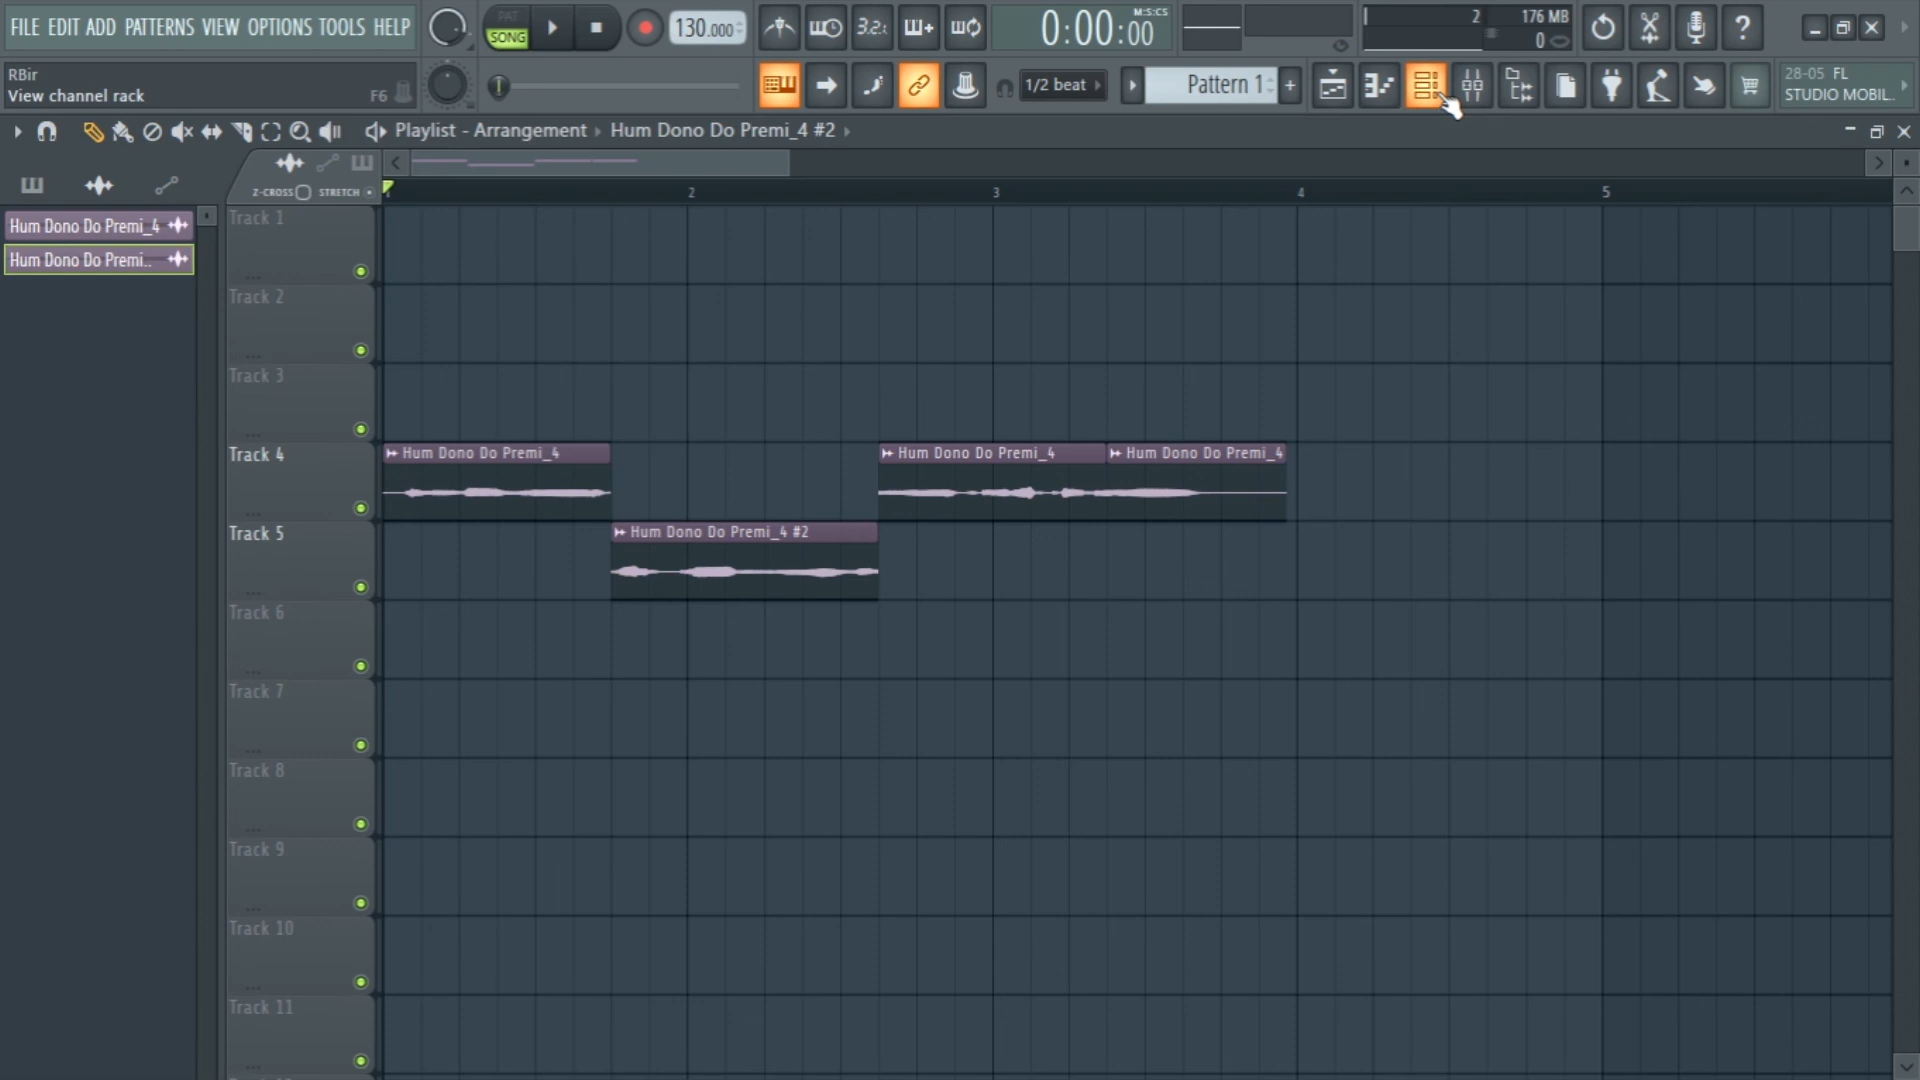 FILE EDIT ADD PATTERNS VIEW OPTIONS TOOLS HELP
PAT
SONG
130.000
3.2.:
0:00:00
M:S:CS
2
176 MB
0
RBir
View channel rack
F6
1/2 beat
Pattern 1
28-05 FL
STUDIO MOBIL..
Playlist - Arrangement
Hum Dono Do Premi_4 #2
Z-CROSS
STRETCH
2
3
4
5
Hum Dono Do Premi_4
Hum Dono Do Premi..
Track 1
Track 2
Track 3
Track 4
Hum Dono Do Premi_4
Hum Dono Do Premi_4
Hum Dono Do Premi_4
Track 5
Hum Dono Do Premi_4 #2
Track 6
Track 7
Track 8
Track 9
Track 10
Track 11